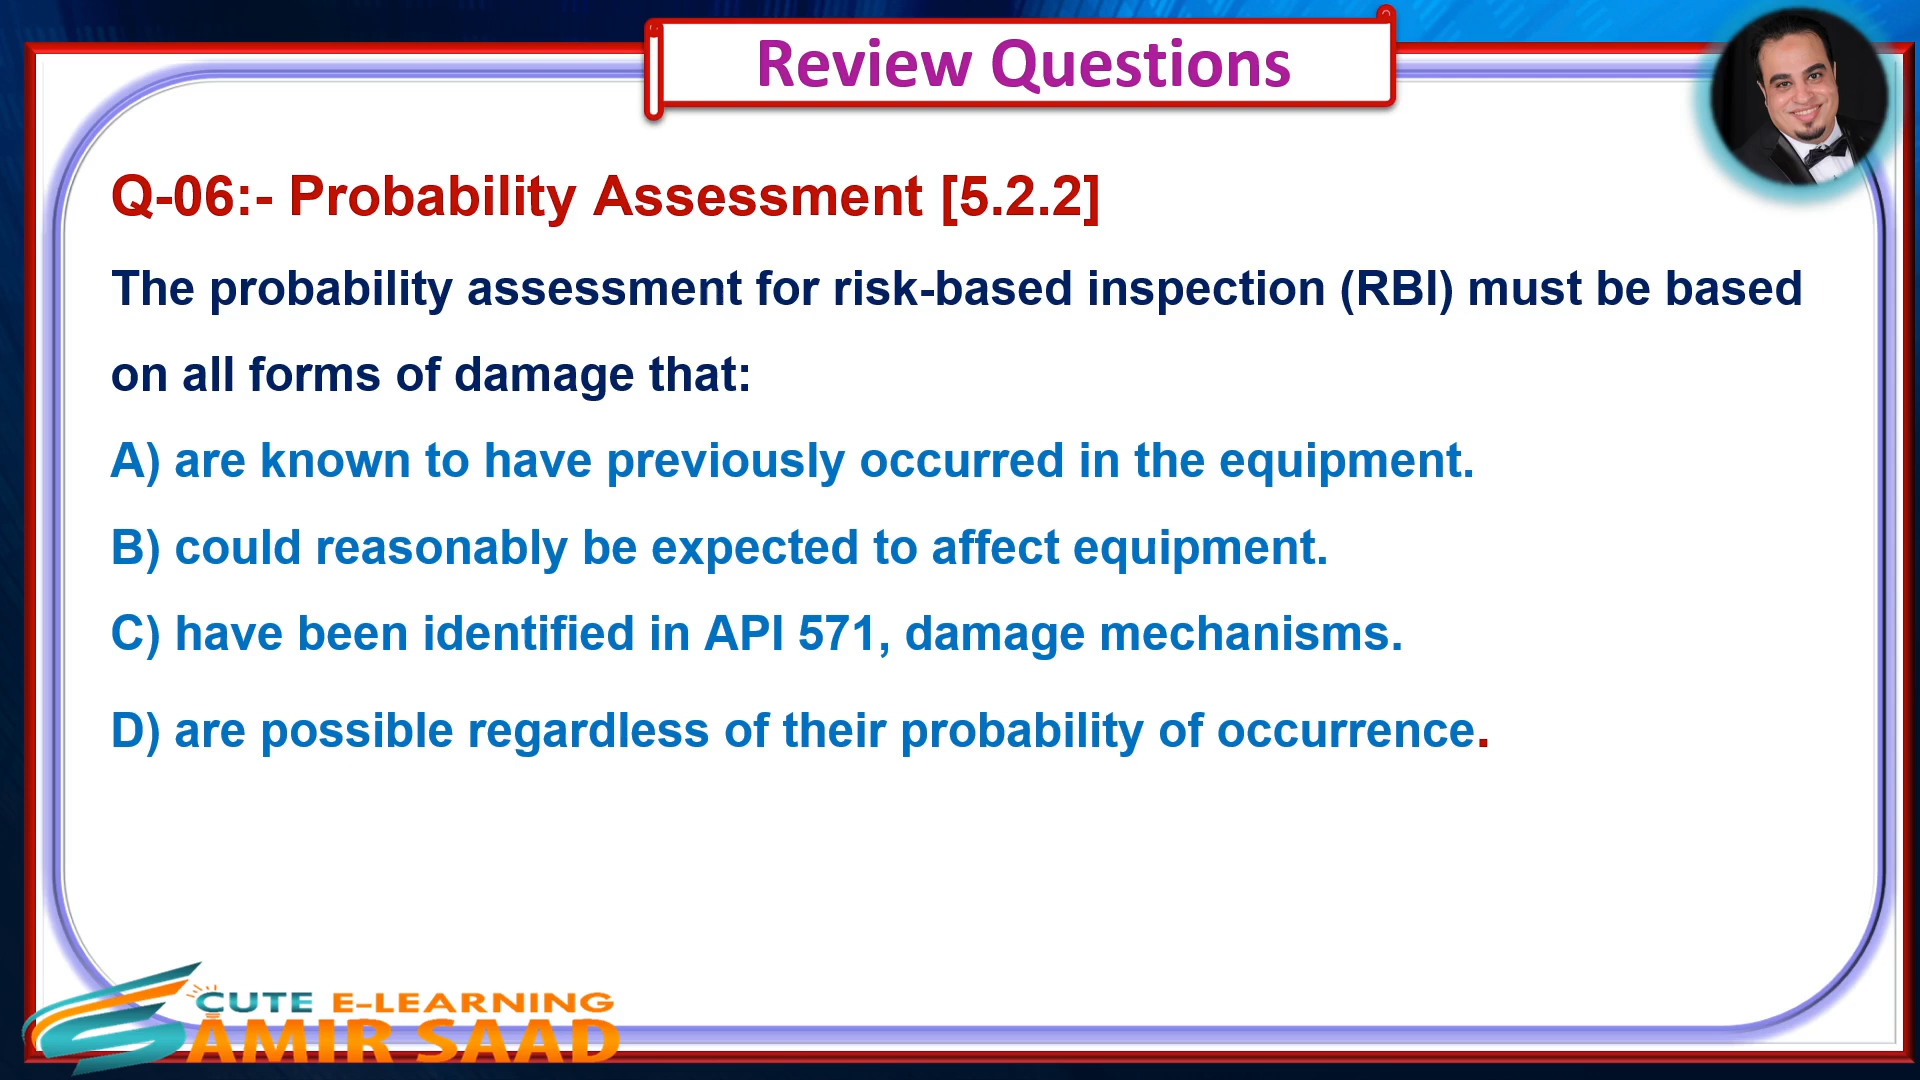 Review Questions
Q-06:- Probability Assessment [5.2.2]
The probability assessment for risk-based inspection (RBI) must be based
on all forms of damage that:
A) are known to have previously occurred in the equipment.
B) could reasonably be expected to affect equipment.
C) have been identified in API 571, damage mechanisms.
D) are possible regardless of their probability of occurrence.
CUTE E-LEARNING
AMIR SAAD